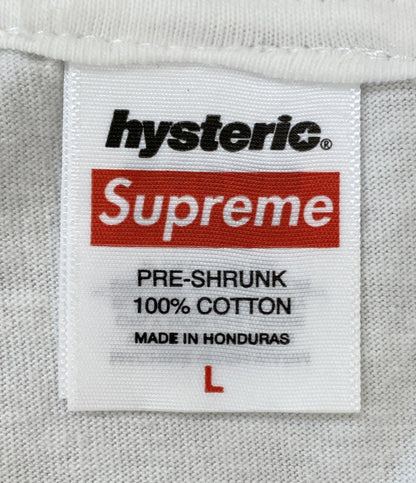 hysteric.®
Supreme
PRE-SHRUNK
100% COTTON
MADE IN HONDURAS
L